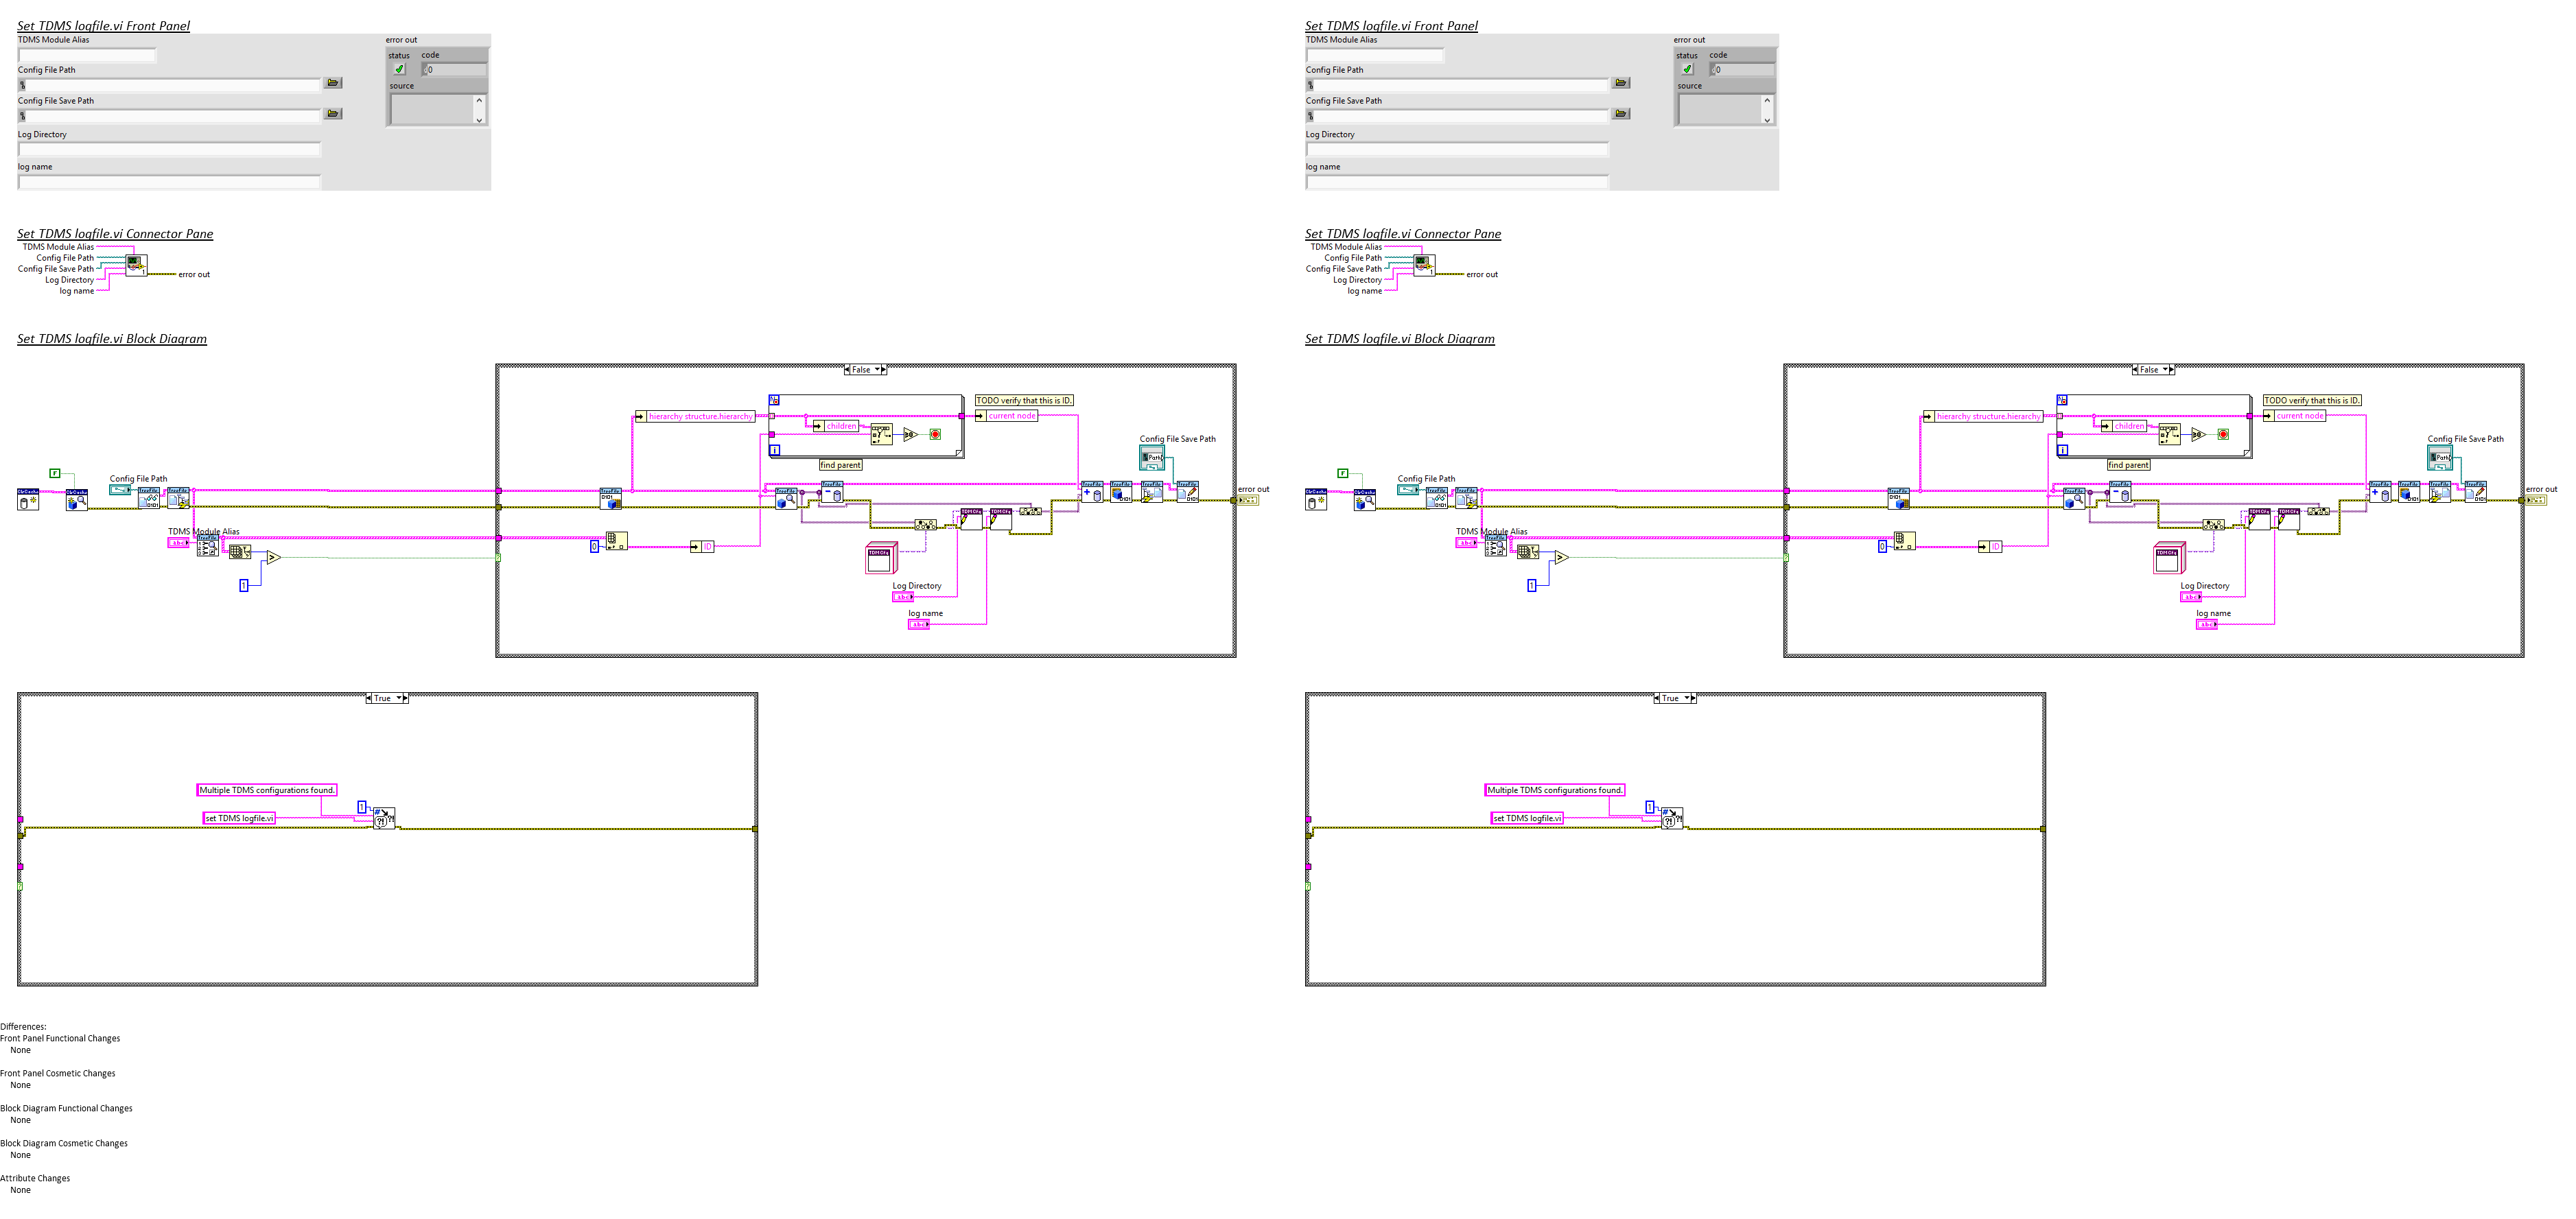 Set TDMS logfile.vi Front Panel
TDMS Module Alias
error out
status
code
0
Config File Path
source
Config File Save Path
Log Directory
log name
Set TDMS logfile.vi Connector Pane
TDMS Module Alias
Config File Path
Config File Save Path
Log Directory
log name
error out
Set TDMS logfile.vi Block Diagram
False
TODO verify that this is ID.
hierarchy structure.hierarchy
current node
children
find parent
Config File Save Path
Path
F
Config File Path
error out
TDMS Module Alias
abc
0
ID
1
Log Directory
abc
log name
abc
True
Multiple TDMS configurations found.
1
set TDMS logfile.vi
Set TDMS logfile.vi Front Panel
TDMS Module Alias
error out
status
code
0
Config File Path
source
Config File Save Path
Log Directory
log name
Set TDMS logfile.vi Connector Pane
TDMS Module Alias
Config File Path
Config File Save Path
Log Directory
log name
error out
Set TDMS logfile.vi Block Diagram
False
TODO verify that this is ID.
hierarchy structure.hierarchy
current node
children
find parent
Config File Save Path
Path
F
Config File Path
error out
TDMS Module Alias
abc
0
ID
1
Log Directory
abc
log name
abc
True
Multiple TDMS configurations found.
1
set TDMS logfile.vi
Differences:
Front Panel Functional Changes
None
Front Panel Cosmetic Changes
None
Block Diagram Functional Changes
None
Block Diagram Cosmetic Changes
None
Attribute Changes
None